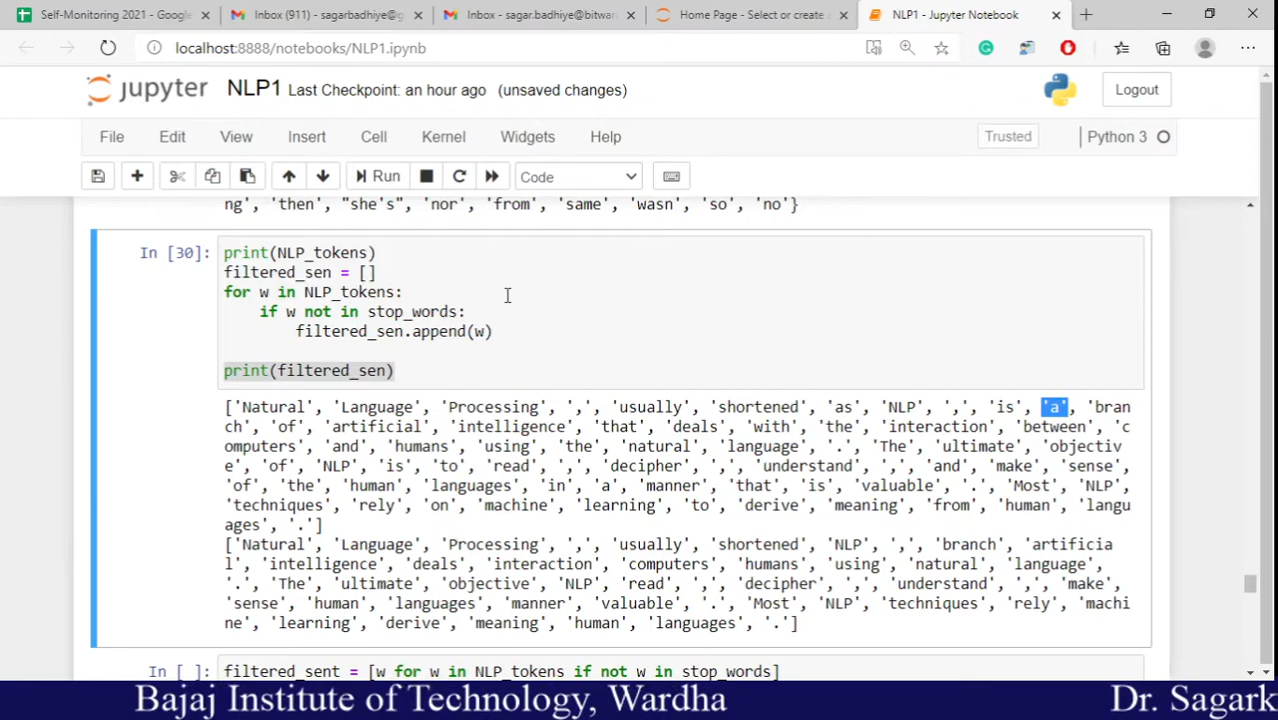 Self-Monitoring 2021 - Google
Inbox (911) - sagarbadhiye@g
Inbox - sagar.badhiye@bitwar
Home Page - Select or create a
NLP1 - Jupyter Notebook
localhost:8888/notebooks/NLP1.ipynb
jupyter NLP1 Last Checkpoint: an hour ago (unsaved changes)
Logout
File Edit View Insert Cell Kernel Widgets Help
Trusted
Python 3
Run
Code
ng', 'then', "she's", 'nor', 'from', 'same', 'wasn', 'so', 'no'}
In [30]: print(NLP_tokens)
filtered_sen = []
for w in NLP_tokens:
if w not in stop_words:
filtered_sen.append(w)
print(filtered_sen)
['Natural', 'Language', 'Processing', ',', 'usually', 'shortened', 'as', 'NLP', ',', 'is', 'a', 'bran
ch', 'of', 'artificial', 'intelligence', 'that', 'deals', 'with', 'the', 'interaction', 'between', 'c
omputers', 'and', 'humans', 'using', 'the', 'natural', 'language', '.', 'The', 'ultimate', 'objectiv
e', 'of', 'NLP', 'is', 'to', 'read', ',', 'decipher', ',', 'understand', ',', 'and', 'make', 'sense',
'of', 'the', 'human', 'languages', 'in', 'a', 'manner', 'that', 'is', 'valuable', '.', 'Most', 'NLP',
'techniques', 'rely', 'on', 'machine', 'learning', 'to', 'derive', 'meaning', 'from', 'human', 'langu
ages', '.']
['Natural', 'Language', 'Processing', ',', 'usually', 'shortened', 'NLP', ',', 'branch', 'artificia
l', 'intelligence', 'deals', 'interaction', 'computers', 'humans', 'using', 'natural', 'language',
'.', 'The', 'ultimate', 'objective', 'NLP', 'read', ',', 'decipher', ',', 'understand', ',', 'make',
'sense', 'human', 'languages', 'manner', 'valuable', '.', 'Most', 'NLP', 'techniques', 'rely', 'machi
ne', 'learning', 'derive', 'meaning', 'human', 'languages', '.']
In [ ]: filtered_sent = [w for w in NLP_tokens if not w in stop_words]
Bajaj Institute of Technology, Wardha
Dr. Sagark